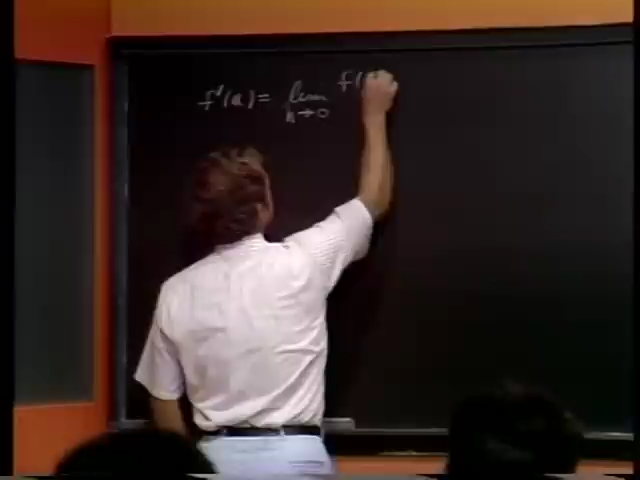 f'(a) = lim f(
h→0